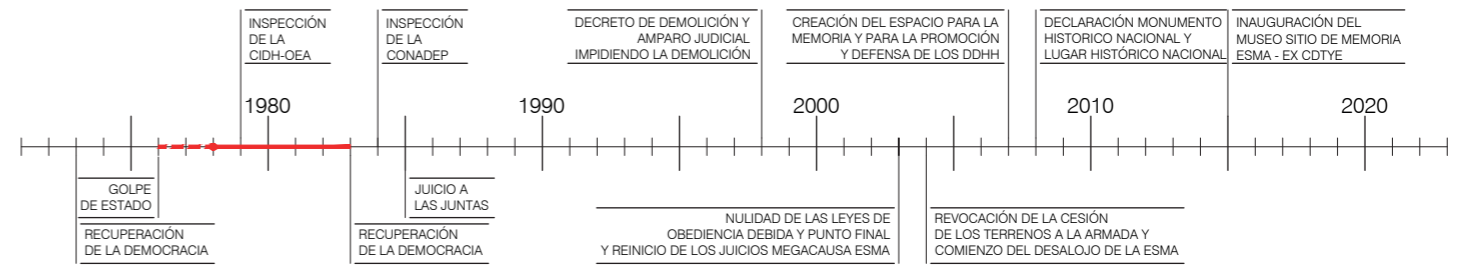 INSPECCIÓN
DE LA
CIDH-OEA
INSPECCIÓN
DE LA
CONADEP
DECRETO DE DEMOLICIÓN Y
AMPARO JUDICIAL
IMPIDIENDO LA DEMOLICIÓN
CREACIÓN DEL ESPACIO PARA LA
MEMORIA Y PARA LA PROMOCIÓN
Y DEFENSA DE LOS DDHH
DECLARACIÓN MONUMENTO
HISTORICO NACIONAL Y
LUGAR HISTÓRICO NACIONAL
INAUGURACIÓN DEL
MUSEO SITIO DE MEMORIA
ESMA - EX CDTYE
1980
1990
2000
2010
2020
GOLPE
DE ESTADO
RECUPERACIÓN
DE LA DEMOCRACIA
JUICIO A
LAS JUNTAS
RECUPERACIÓN
DE LA DEMOCRACIA
NULIDAD DE LAS LEYES DE
OBEDIENCIA DEBIDA Y PUNTO FINAL
Y REINICIO DE LOS JUICIOS MEGACAUSA ESMA
REVOCACIÓN DE LA CESIÓN
DE LOS TERRENOS A LA ARMADA Y
COMIENZO DEL DESALOJO DE LA ESMA